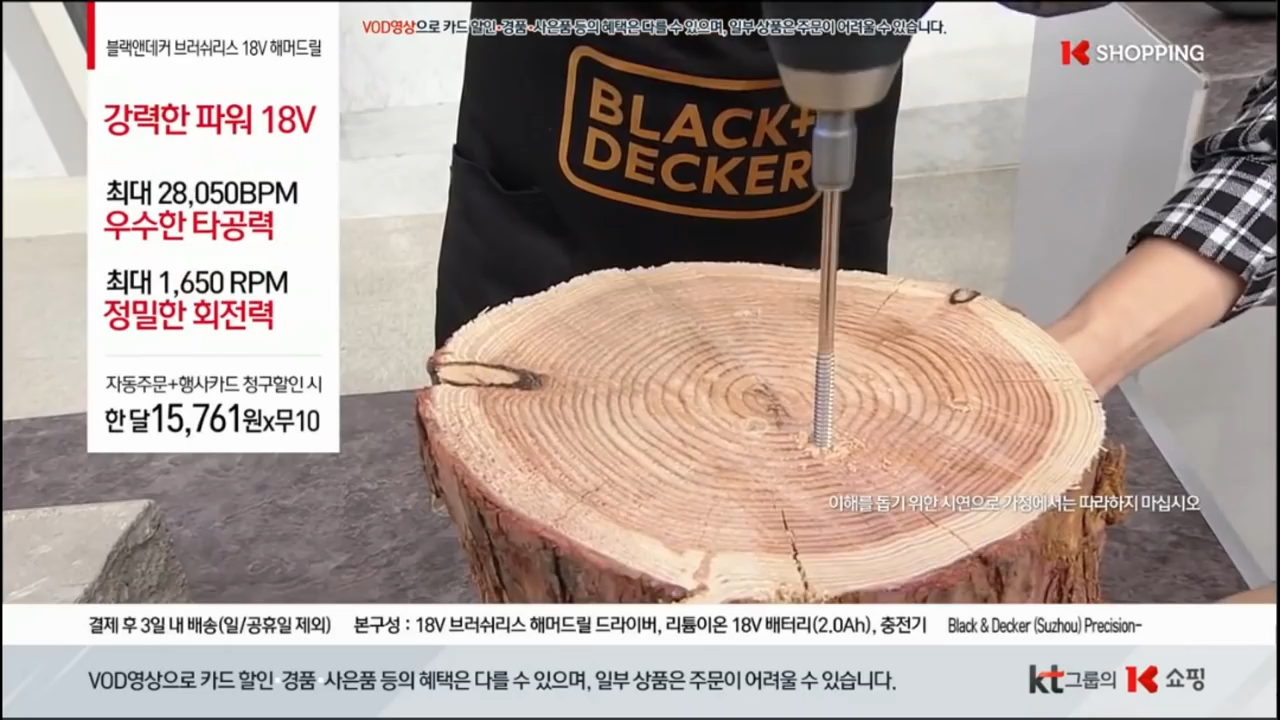 VOD영상으로 카드 할인·경품·사은품 등의 혜택은 다를 수 있으며, 일부 상품은 주문이 어려울 수 있습니다.
블랙앤데커 브러쉬리스 18V 해머드릴
K SHOPPING
강력한 파워 18V
BLACK+
DECKER
최대 28,050BPM
우수한 타공력
최대 1,650 RPM
정밀한 회전력
자동주문+행사카드 청구할인 시
한 달 15,761원x무10
이해를 돕기 위한 시연으로 가정에서는 따라하지 마십시오
결제 후 3일 내 배송(일/공휴일 제외) 본구성 : 18V 브러쉬리스 해머드릴 드라이버, 리튬이온 18V 배터리(2.0Ah), 충전기 Black & Decker (Suzhou) Precision-
VOD영상으로 카드 할인·경품·사은품 등의 혜택은 다를 수 있으며, 일부 상품은 주문이 어려울 수 있습니다.
kt그룹의 K 쇼핑